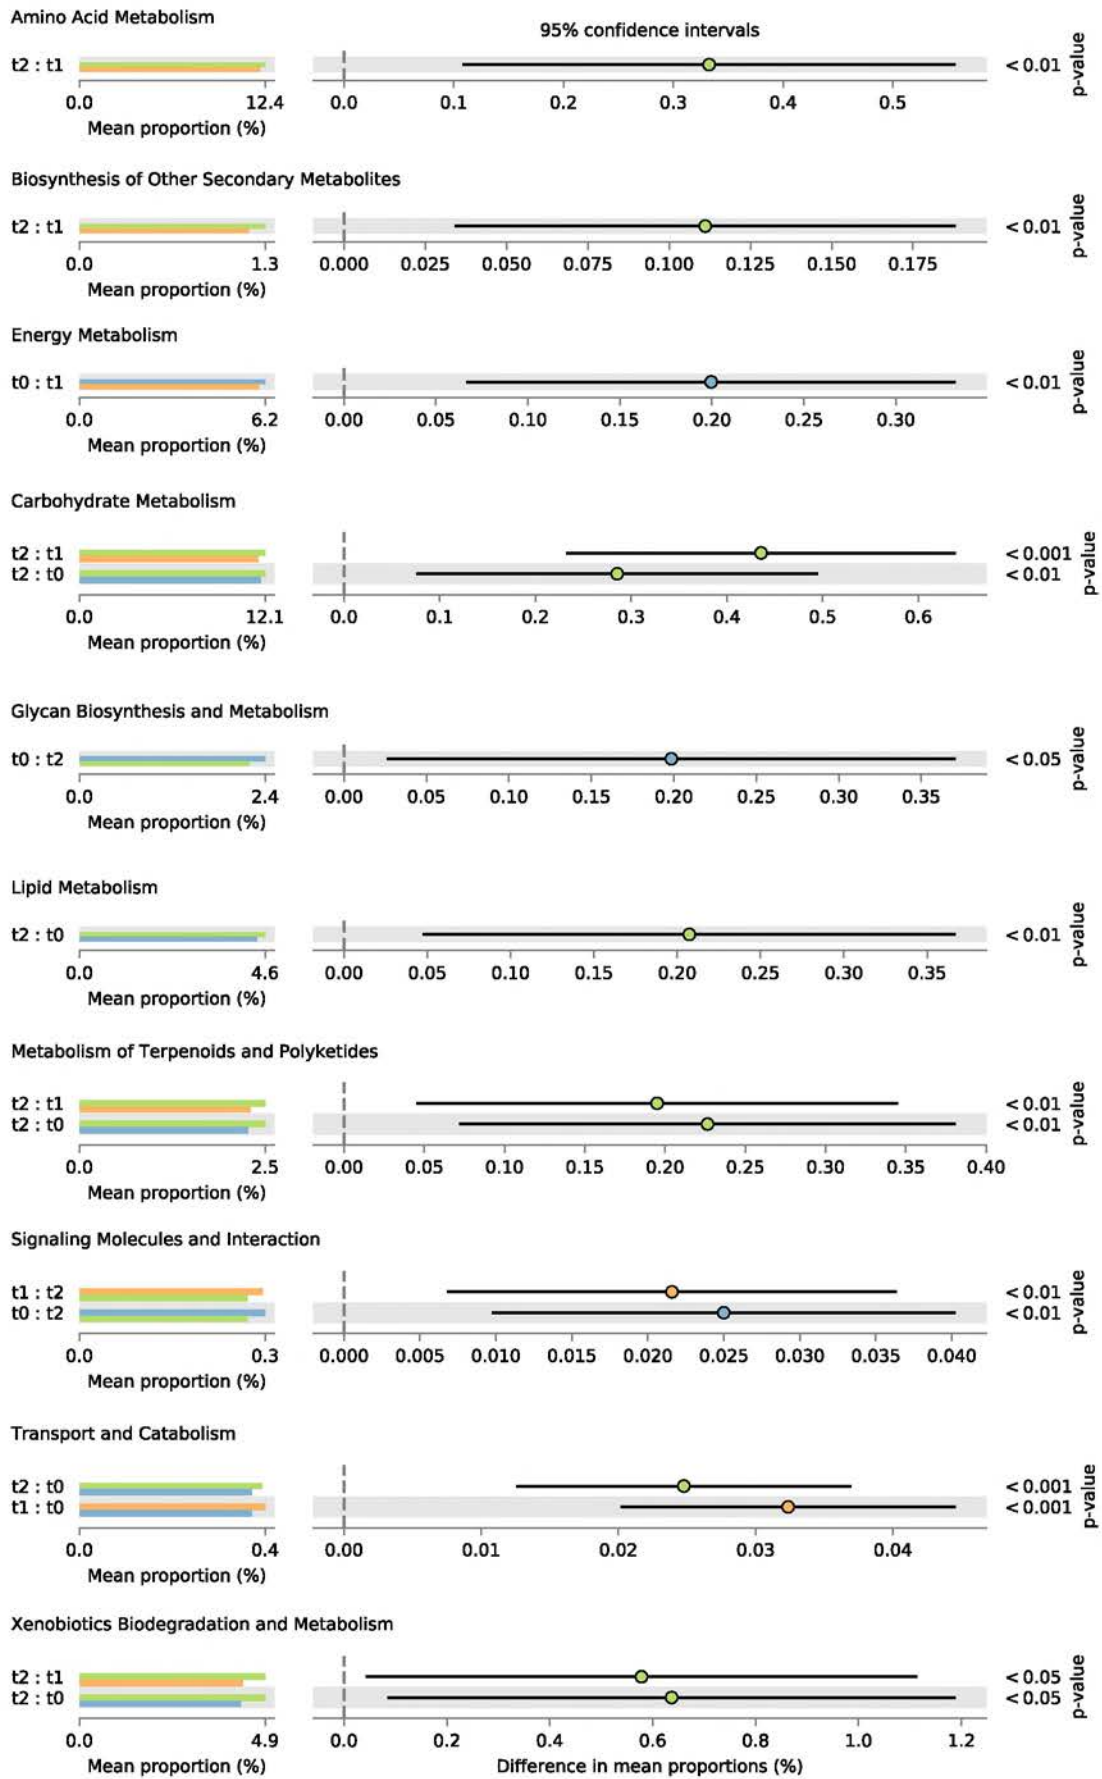 Amino Acid Metabolism
95% confidence intervals
t2 : t1
< 0.01
p-value
0.0 12.4 0.0 0.1 0.2 0.3 0.4 0.5
Mean proportion (%)
Biosynthesis of Other Secondary Metabolites
t2 : t1
< 0.01
p-value
0.0 1.3 0.000 0.025 0.050 0.075 0.100 0.125 0.150 0.175
Mean proportion (%)
Energy Metabolism
t0 : t1
< 0.01
p-value
0.0 6.2 0.00 0.05 0.10 0.15 0.20 0.25 0.30
Mean proportion (%)
Carbohydrate Metabolism
t2 : t1
< 0.001
t2 : t0
< 0.01
p-value
0.0 12.1 0.0 0.1 0.2 0.3 0.4 0.5 0.6
Mean proportion (%)
Glycan Biosynthesis and Metabolism
t0 : t2
< 0.05
p-value
0.0 2.4 0.00 0.05 0.10 0.15 0.20 0.25 0.30 0.35
Mean proportion (%)
Lipid Metabolism
t2 : t0
< 0.01
p-value
0.0 4.6 0.00 0.05 0.10 0.15 0.20 0.25 0.30 0.35
Mean proportion (%)
Metabolism of Terpenoids and Polyketides
t2 : t1
< 0.01
t2 : t0
< 0.01
p-value
0.0 2.5 0.00 0.05 0.10 0.15 0.20 0.25 0.30 0.35 0.40
Mean proportion (%)
Signaling Molecules and Interaction
t1 : t2
< 0.01
t0 : t2
< 0.01
p-value
0.0 0.3 0.000 0.005 0.010 0.015 0.020 0.025 0.030 0.035 0.040
Mean proportion (%)
Transport and Catabolism
t2 : t0
< 0.001
t1 : t0
< 0.001
p-value
0.0 0.4 0.00 0.01 0.02 0.03 0.04
Mean proportion (%)
Xenobiotics Biodegradation and Metabolism
t2 : t1
< 0.05
t2 : t0
< 0.05
p-value
0.0 4.9 0.0 0.2 0.4 0.6 0.8 1.0 1.2
Mean proportion (%) Difference in mean proportions (%)